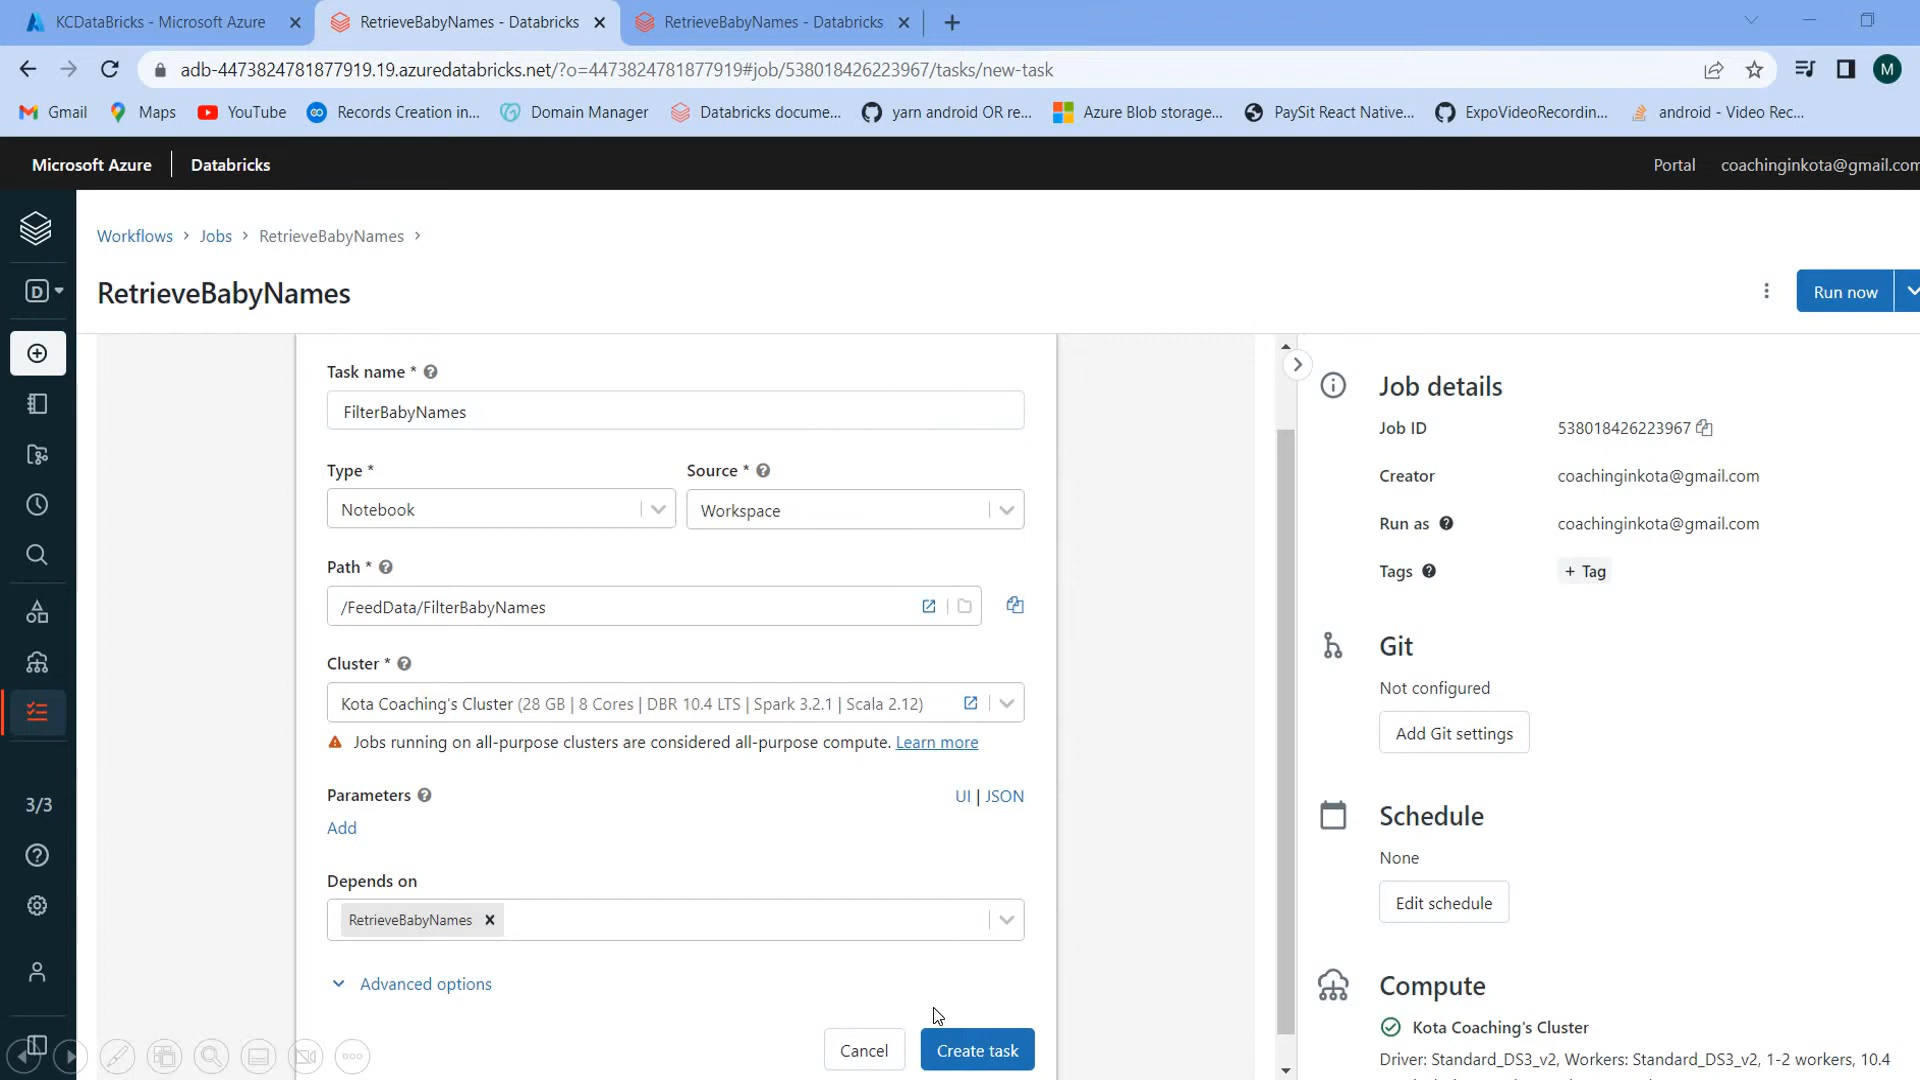 KCDataBricks - Microsoft Azure
RetrieveBabyNames - Databricks
RetrieveBabyNames - Databricks
adb-4473824781877919.19.azuredatabricks.net/?o=4473824781877919#job/538018426223967/tasks/new-task
M
Gmail
Maps
YouTube
Records Creation in...
Domain Manager
Databricks docume...
yarn android OR re...
Azure Blob storage...
PaySit React Native...
ExpoVideoRecordin...
android - Video Rec...
Microsoft Azure
Databricks
Portal
coachinginkota@gmail.com
Workflows > Jobs > RetrieveBabyNames >
D
RetrieveBabyNames
Run now
Task name *
FilterBabyNames
Type *
Source *
Notebook
Workspace
Path *
/FeedData/FilterBabyNames
Cluster *
Kota Coaching's Cluster (28 GB | 8 Cores | DBR 10.4 LTS | Spark 3.2.1 | Scala 2.12)
Jobs running on all-purpose clusters are considered all-purpose compute. Learn more
Parameters
UI | JSON
Add
Depends on
RetrieveBabyNames
Advanced options
Cancel
Create task
3/3
Job details
Job ID
538018426223967
Creator
coachinginkota@gmail.com
Run as
coachinginkota@gmail.com
Tags
+ Tag
Git
Not configured
Add Git settings
Schedule
None
Edit schedule
Compute
Kota Coaching's Cluster
Driver: Standard_DS3_v2, Workers: Standard_DS3_v2, 1-2 workers, 10.4